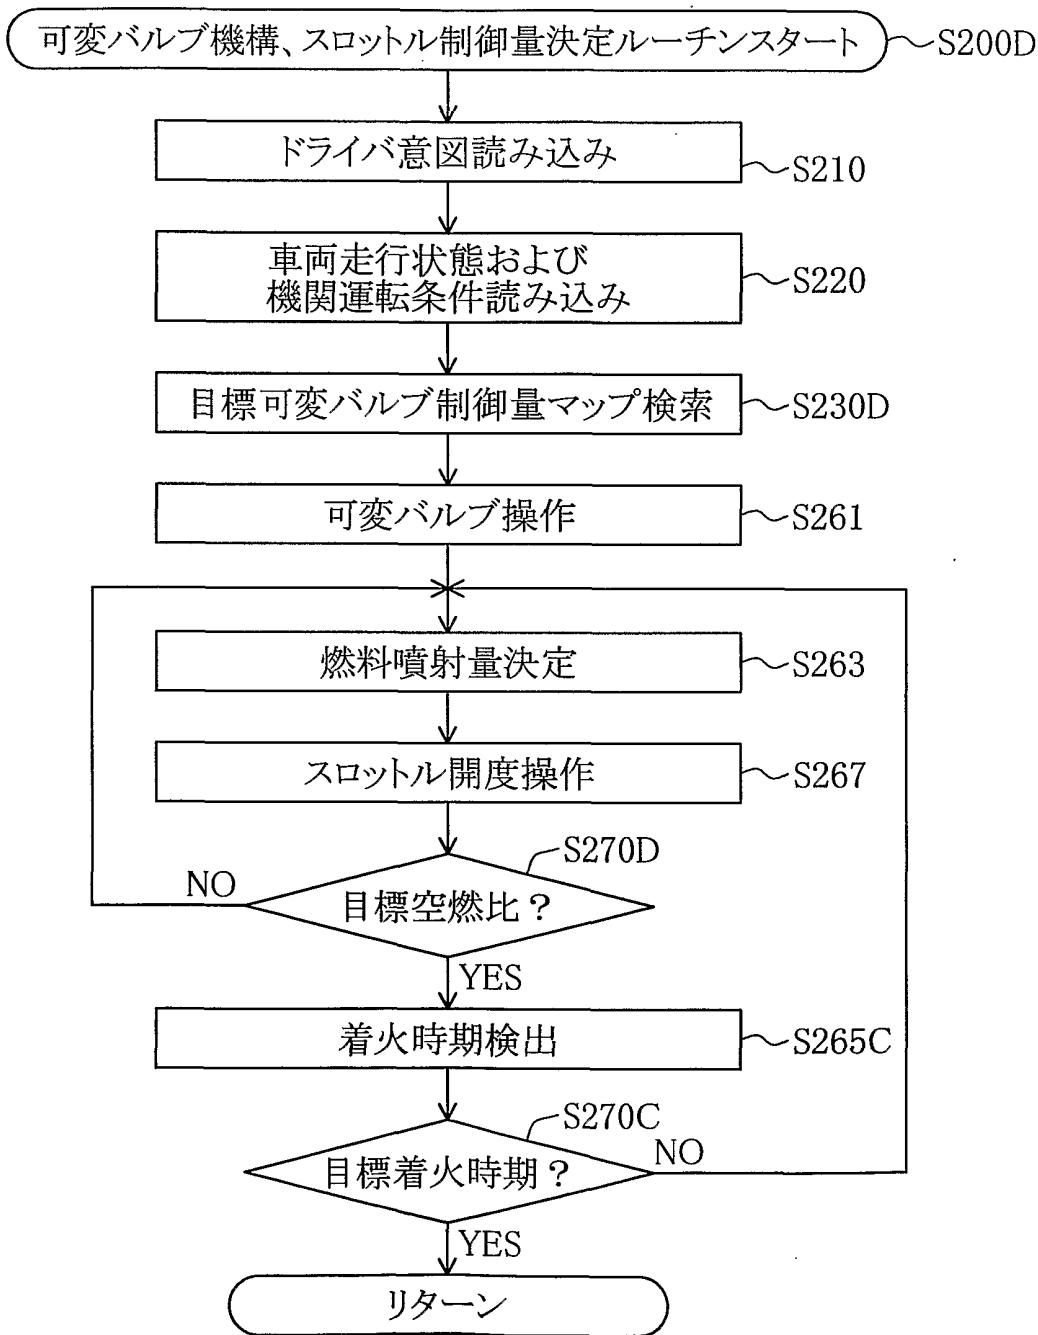 可変バルブ機構、スロットル制御量決定ルーチンスタート
S200D
ドライバ意図読み込み
S210
車両走行状態および
機関運転条件読み込み
S220
目標可変バルブ制御量マップ検索
S230D
可変バルブ操作
S261
燃料噴射量決定
S263
スロットル開度操作
S267
S270D
NO
目標空燃比?
YES
着火時期検出
S265C
S270C
目標着火時期?
NO
YES
リターン